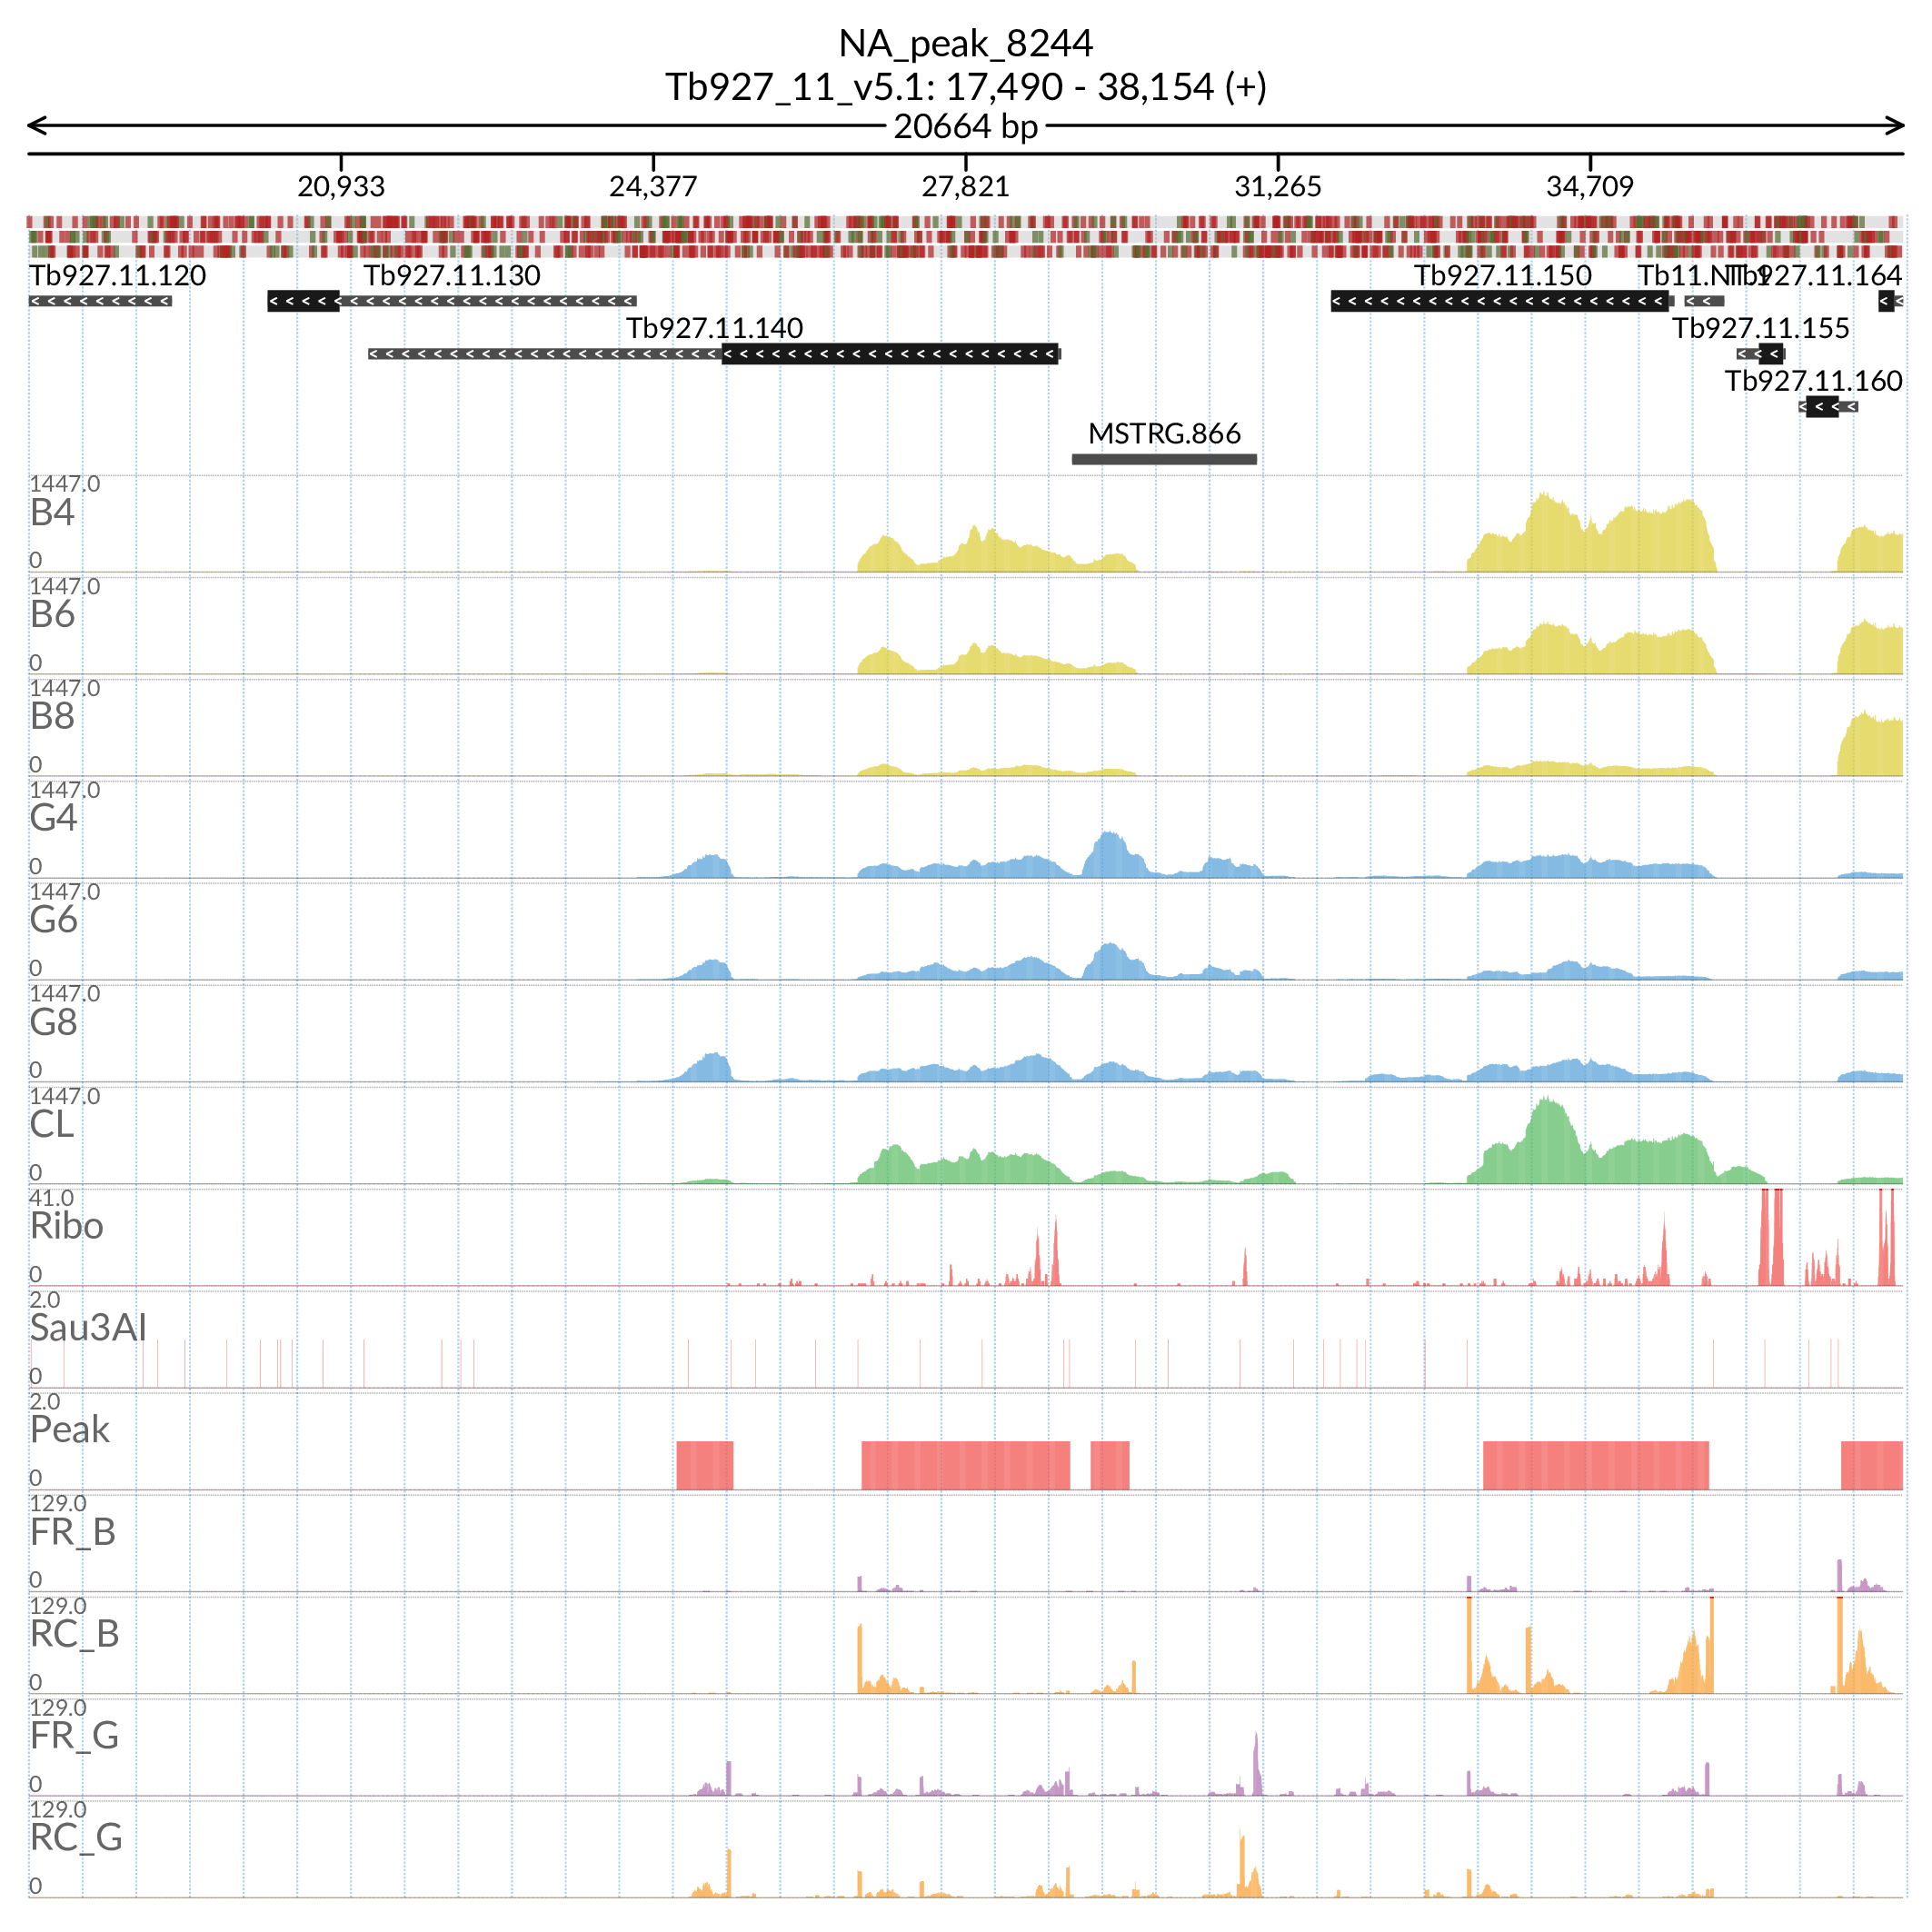 NA_peak_8244
Tb927_11_v5.1: 17,490 - 38,154 (+)
20664 bp
20,933 24,377 27,821 31,265 34,709
Tb927.11.120 Tb927.11.130 Tb927.11.150 Tb927.11.164
Tb927.11.140 Tb927.11.155
Tb927.11.160
MSTRG.866
1447.0
B4
0
1447.0
B6
0
1447.0
B8
0
1447.0
G4
0
1447.0
G6
0
1447.0
G8
0
1447.0
CL
0
41.0
Ribo
0
2.0
Sau3AI
0
2.0
Peak
0
129.0
FR_B
0
129.0
RC_B
0
129.0
FR_G
0
129.0
RC_G
0